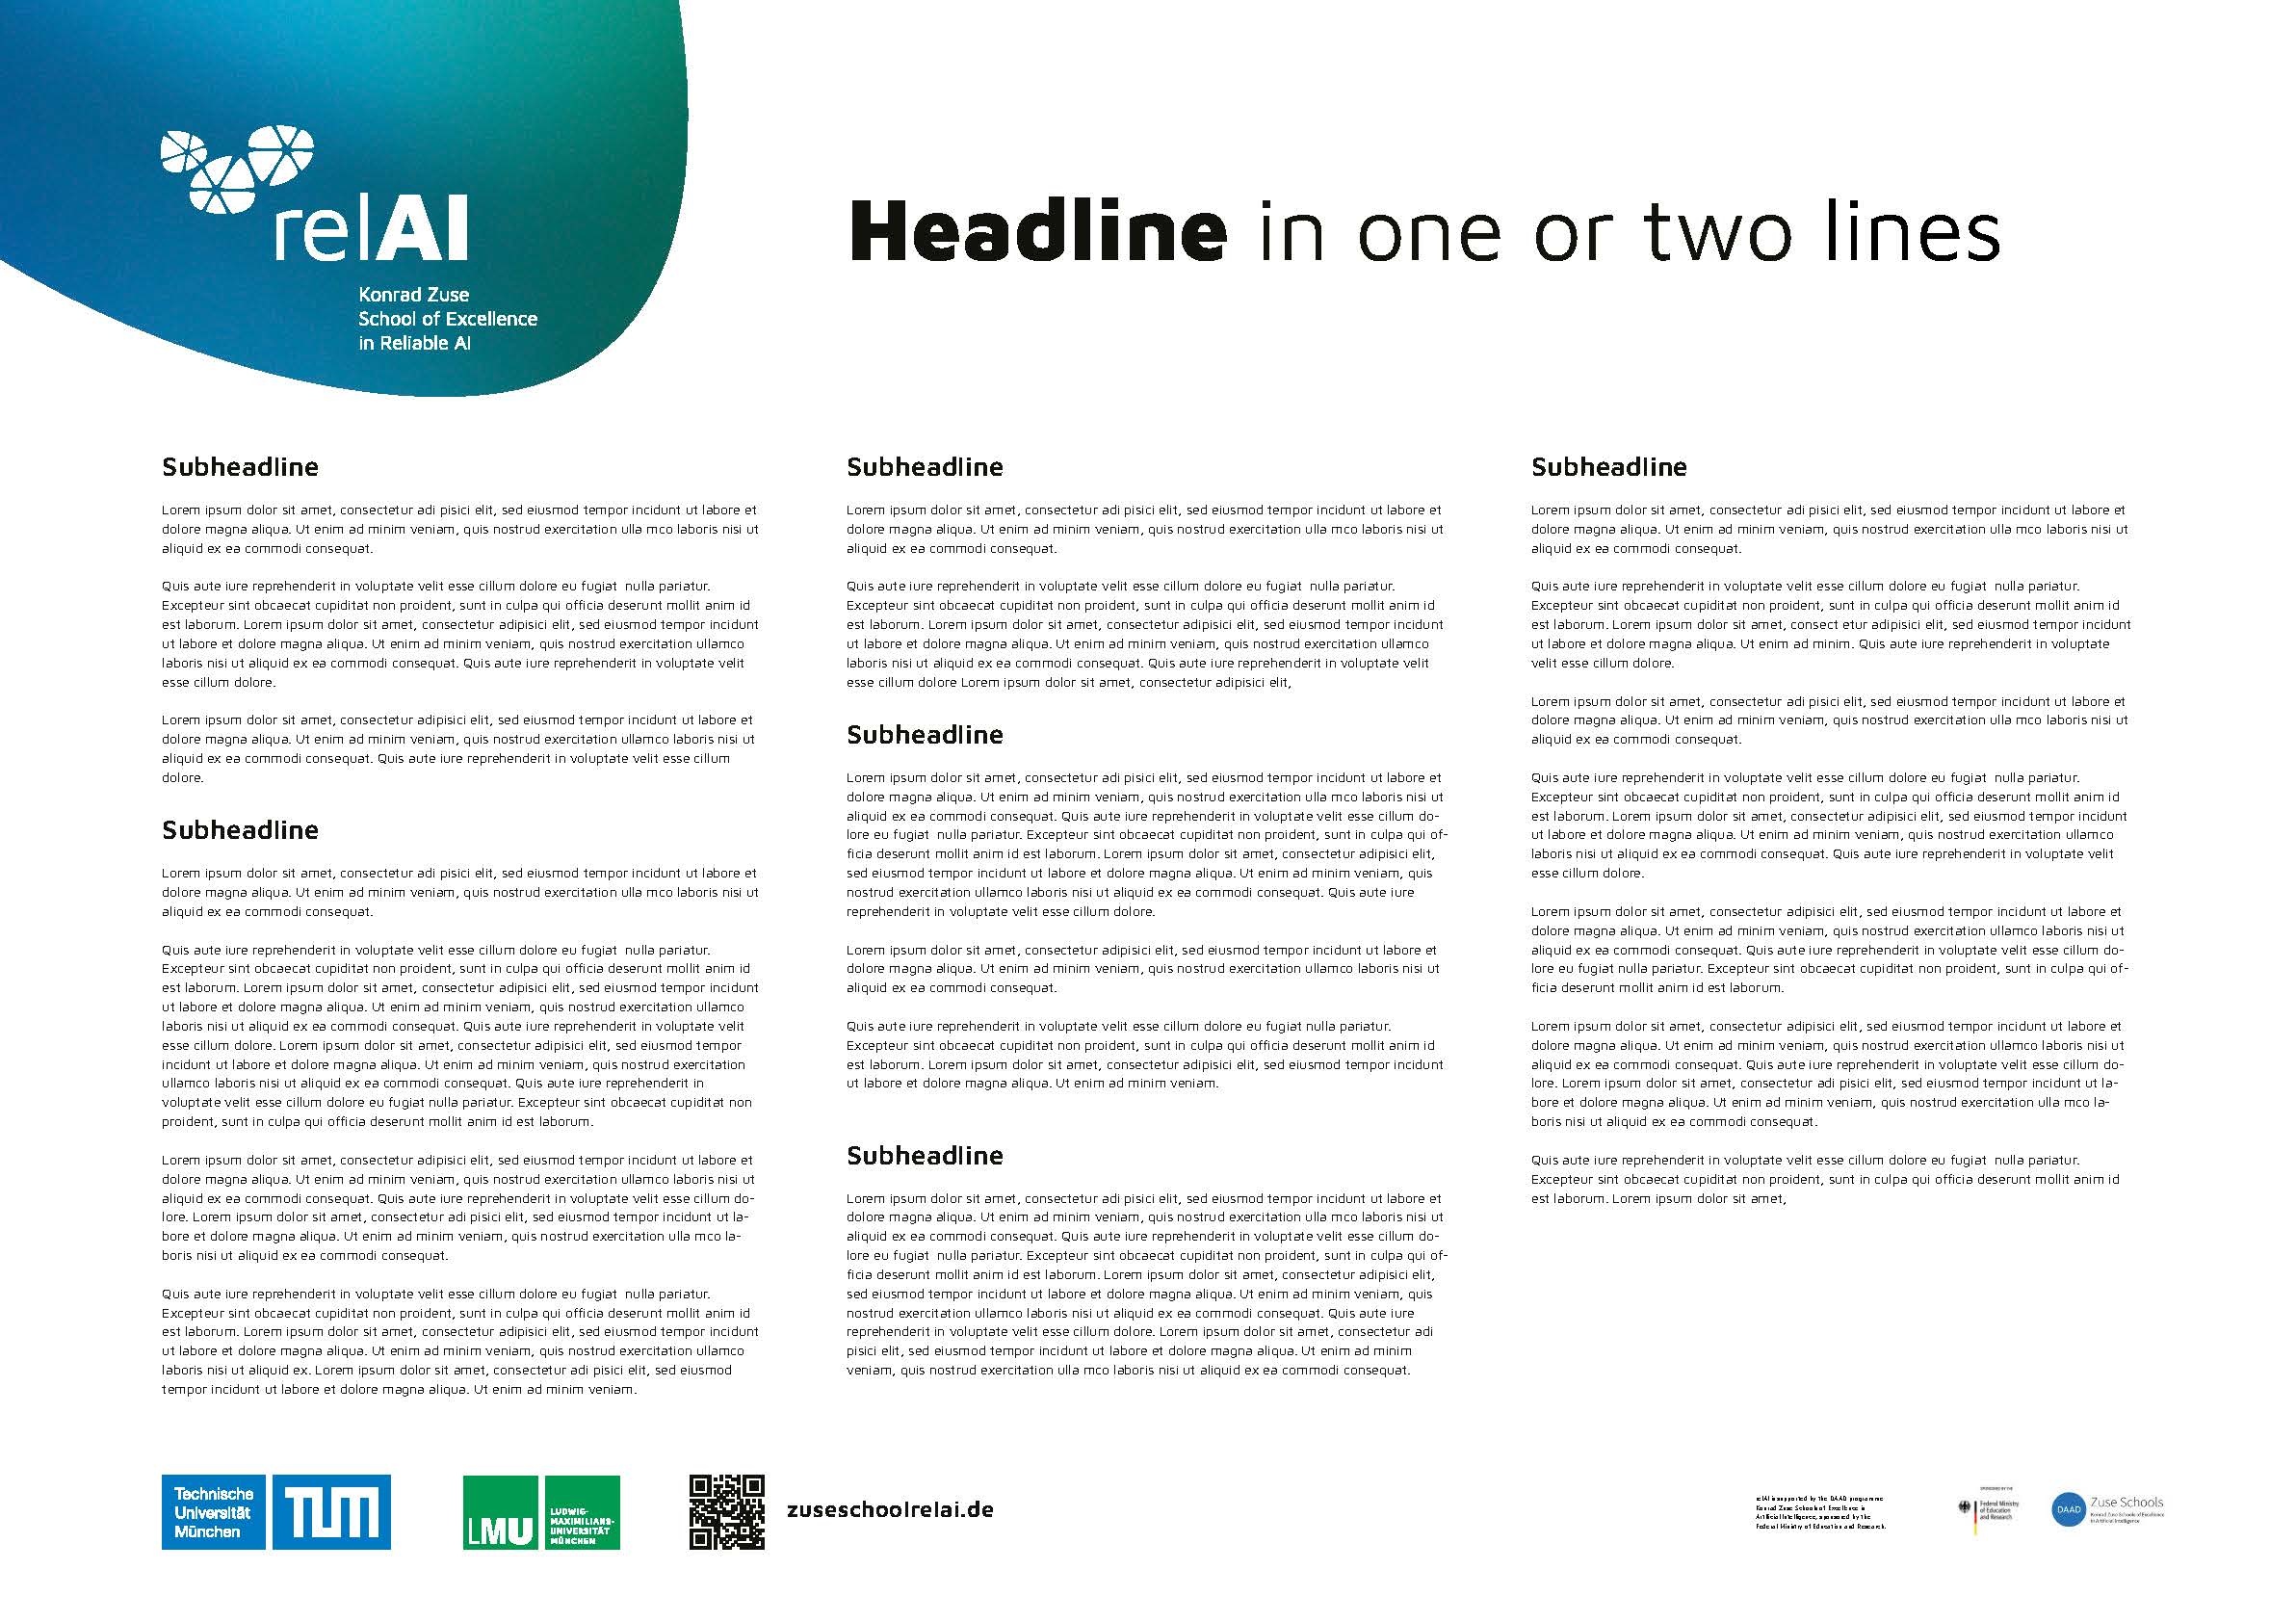 relAI
Konrad Zuse
School of Excellence
in Reliable AI
Headline in one or two lines
Subheadline
Lorem ipsum dolor sit amet, consectetur adi pisici elit, sed eiusmod tempor incidunt ut labore et
dolore magna aliqua. Ut enim ad minim veniam, quis nostrud exercitation ulla mco laboris nisi ut
aliquid ex ea commodi consequat.
Quis aute iure reprehenderit in voluptate velit esse cillum dolore eu fugiat  nulla pariatur.
Excepteur sint obcaecat cupiditat non proident, sunt in culpa qui officia deserunt mollit anim id
est laborum. Lorem ipsum dolor sit amet, consectetur adipisici elit, sed eiusmod tempor incidunt
ut labore et dolore magna aliqua. Ut enim ad minim veniam, quis nostrud exercitation ullamco
laboris nisi ut aliquid ex ea commodi consequat. Quis aute iure reprehenderit in voluptate velit
esse cillum dolore.
Lorem ipsum dolor sit amet, consectetur adipisici elit, sed eiusmod tempor incidunt ut labore et
dolore magna aliqua. Ut enim ad minim veniam, quis nostrud exercitation ullamco laboris nisi ut
aliquid ex ea commodi consequat. Quis aute iure reprehenderit in voluptate velit esse cillum
dolore.
Subheadline
Lorem ipsum dolor sit amet, consectetur adi pisici elit, sed eiusmod tempor incidunt ut labore et
dolore magna aliqua. Ut enim ad minim veniam, quis nostrud exercitation ulla mco laboris nisi ut
aliquid ex ea commodi consequat.
Quis aute iure reprehenderit in voluptate velit esse cillum dolore eu fugiat  nulla pariatur.
Excepteur sint obcaecat cupiditat non proident, sunt in culpa qui officia deserunt mollit anim id
est laborum. Lorem ipsum dolor sit amet, consectetur adipisici elit, sed eiusmod tempor incidunt
ut labore et dolore magna aliqua. Ut enim ad minim veniam, quis nostrud exercitation ullamco
laboris nisi ut aliquid ex ea commodi consequat. Quis aute iure reprehenderit in voluptate velit
esse cillum dolore. Lorem ipsum dolor sit amet, consectetur adipisici elit, sed eiusmod tempor
incidunt ut labore et dolore magna aliqua. Ut enim ad minim veniam, quis nostrud exercitation
ullamco laboris nisi ut aliquid ex ea commodi consequat. Quis aute iure reprehenderit in
voluptate velit esse cillum dolore eu fugiat nulla pariatur. Excepteur sint obcaecat cupiditat non
proident, sunt in culpa qui officia deserunt mollit anim id est laborum.
Lorem ipsum dolor sit amet, consectetur adipisici elit, sed eiusmod tempor incidunt ut labore et
dolore magna aliqua. Ut enim ad minim veniam, quis nostrud exercitation ullamco laboris nisi ut
aliquid ex ea commodi consequat. Quis aute iure reprehenderit in voluptate velit esse cillum do-
lore. Lorem ipsum dolor sit amet, consectetur adi pisici elit, sed eiusmod tempor incidunt ut la-
bore et dolore magna aliqua. Ut enim ad minim veniam, quis nostrud exercitation ulla mco la-
boris nisi ut aliquid ex ea commodi consequat.
Quis aute iure reprehenderit in voluptate velit esse cillum dolore eu fugiat  nulla pariatur.
Excepteur sint obcaecat cupiditat non proident, sunt in culpa qui officia deserunt mollit anim id
est laborum. Lorem ipsum dolor sit amet, consectetur adipisici elit, sed eiusmod tempor incidunt
ut labore et dolore magna aliqua. Ut enim ad minim veniam, quis nostrud exercitation ullamco
laboris nisi ut aliquid ex. Lorem ipsum dolor sit amet, consectetur adi pisici elit, sed eiusmod
tempor incidunt ut labore et dolore magna aliqua. Ut enim ad minim veniam.
Subheadline
Lorem ipsum dolor sit amet, consectetur adi pisici elit, sed eiusmod tempor incidunt ut labore et
dolore magna aliqua. Ut enim ad minim veniam, quis nostrud exercitation ulla mco laboris nisi ut
aliquid ex ea commodi consequat.
Quis aute iure reprehenderit in voluptate velit esse cillum dolore eu fugiat  nulla pariatur.
Excepteur sint obcaecat cupiditat non proident, sunt in culpa qui officia deserunt mollit anim id
est laborum. Lorem ipsum dolor sit amet, consectetur adipisici elit, sed eiusmod tempor incidunt
ut labore et dolore magna aliqua. Ut enim ad minim veniam, quis nostrud exercitation ullamco
laboris nisi ut aliquid ex ea commodi consequat. Quis aute iure reprehenderit in voluptate velit
esse cillum dolore Lorem ipsum dolor sit amet, consectetur adipisici elit,
Subheadline
Lorem ipsum dolor sit amet, consectetur adi pisici elit, sed eiusmod tempor incidunt ut labore et
dolore magna aliqua. Ut enim ad minim veniam, quis nostrud exercitation ulla mco laboris nisi ut
aliquid ex ea commodi consequat. Quis aute iure reprehenderit in voluptate velit esse cillum do-
lore eu fugiat  nulla pariatur. Excepteur sint obcaecat cupiditat non proident, sunt in culpa qui of-
ficia deserunt mollit anim id est laborum. Lorem ipsum dolor sit amet, consectetur adipisici elit,
sed eiusmod tempor incidunt ut labore et dolore magna aliqua. Ut enim ad minim veniam, quis
nostrud exercitation ullamco laboris nisi ut aliquid ex ea commodi consequat. Quis aute iure
reprehenderit in voluptate velit esse cillum dolore.
Lorem ipsum dolor sit amet, consectetur adipisici elit, sed eiusmod tempor incidunt ut labore et
dolore magna aliqua. Ut enim ad minim veniam, quis nostrud exercitation ullamco laboris nisi ut
aliquid ex ea commodi consequat.
Quis aute iure reprehenderit in voluptate velit esse cillum dolore eu fugiat nulla pariatur.
Excepteur sint obcaecat cupiditat non proident, sunt in culpa qui officia deserunt mollit anim id
est laborum. Lorem ipsum dolor sit amet, consectetur adipisici elit, sed eiusmod tempor incidunt
ut labore et dolore magna aliqua. Ut enim ad minim veniam.
Subheadline
Lorem ipsum dolor sit amet, consectetur adi pisici elit, sed eiusmod tempor incidunt ut labore et
dolore magna aliqua. Ut enim ad minim veniam, quis nostrud exercitation ulla mco laboris nisi ut
aliquid ex ea commodi consequat. Quis aute iure reprehenderit in voluptate velit esse cillum do-
lore eu fugiat  nulla pariatur. Excepteur sint obcaecat cupiditat non proident, sunt in culpa qui of-
ficia deserunt mollit anim id est laborum. Lorem ipsum dolor sit amet, consectetur adipisici elit,
sed eiusmod tempor incidunt ut labore et dolore magna aliqua. Ut enim ad minim veniam, quis
nostrud exercitation ullamco laboris nisi ut aliquid ex ea commodi consequat. Quis aute iure
reprehenderit in voluptate velit esse cillum dolore. Lorem ipsum dolor sit amet, consectetur adi
pisici elit, sed eiusmod tempor incidunt ut labore et dolore magna aliqua. Ut enim ad minim
veniam, quis nostrud exercitation ulla mco laboris nisi ut aliquid ex ea commodi consequat.
Subheadline
Lorem ipsum dolor sit amet, consectetur adi pisici elit, sed eiusmod tempor incidunt ut labore et
dolore magna aliqua. Ut enim ad minim veniam, quis nostrud exercitation ulla mco laboris nisi ut
aliquid ex ea commodi consequat.
Quis aute iure reprehenderit in voluptate velit esse cillum dolore eu fugiat  nulla pariatur.
Excepteur sint obcaecat cupiditat non proident, sunt in culpa qui officia deserunt mollit anim id
est laborum. Lorem ipsum dolor sit amet, consect etur adipisici elit, sed eiusmod tempor incidunt
ut labore et dolore magna aliqua. Ut enim ad minim. Quis aute iure reprehenderit in voluptate
velit esse cillum dolore.
Lorem ipsum dolor sit amet, consectetur adi pisici elit, sed eiusmod tempor incidunt ut labore et
dolore magna aliqua. Ut enim ad minim veniam, quis nostrud exercitation ulla mco laboris nisi ut
aliquid ex ea commodi consequat.
Quis aute iure reprehenderit in voluptate velit esse cillum dolore eu fugiat  nulla pariatur.
Excepteur sint obcaecat cupiditat non proident, sunt in culpa qui officia deserunt mollit anim id
est laborum. Lorem ipsum dolor sit amet, consectetur adipisici elit, sed eiusmod tempor incidunt
ut labore et dolore magna aliqua. Ut enim ad minim veniam, quis nostrud exercitation ullamco
laboris nisi ut aliquid ex ea commodi consequat. Quis aute iure reprehenderit in voluptate velit
esse cillum dolore.
Lorem ipsum dolor sit amet, consectetur adipisici elit, sed eiusmod tempor incidunt ut labore et
dolore magna aliqua. Ut enim ad minim veniam, quis nostrud exercitation ullamco laboris nisi ut
aliquid ex ea commodi consequat. Quis aute iure reprehenderit in voluptate velit esse cillum do-
lore eu fugiat nulla pariatur. Excepteur sint obcaecat cupiditat non proident, sunt in culpa qui of-
ficia deserunt mollit anim id est laborum.
Lorem ipsum dolor sit amet, consectetur adipisici elit, sed eiusmod tempor incidunt ut labore et
dolore magna aliqua. Ut enim ad minim veniam, quis nostrud exercitation ullamco laboris nisi ut
aliquid ex ea commodi consequat. Quis aute iure reprehenderit in voluptate velit esse cillum do-
lore. Lorem ipsum dolor sit amet, consectetur adi pisici elit, sed eiusmod tempor incidunt ut la-
bore et dolore magna aliqua. Ut enim ad minim veniam, quis nostrud exercitation ulla mco la-
boris nisi ut aliquid ex ea commodi consequat.
Quis aute iure reprehenderit in voluptate velit esse cillum dolore eu fugiat  nulla pariatur.
Excepteur sint obcaecat cupiditat non proident, sunt in culpa qui officia deserunt mollit anim id
est laborum. Lorem ipsum dolor sit amet,
Technische
Universität
München
TUM
LMU
LUDWIG-
MAXIMILIANS-
UNIVERSITÄT
MÜNCHEN
zuseschoolrelai.de
relAI is supported by the DAAD programme
Konrad Zuse Schools of Excellence in
Artificial Intelligence, sponsored by the
Federal Ministry of Education and Research.
SPONSORED BY THE
Federal Ministry
of Education
and Research
DAAD
Zuse Schools
Konrad Zuse Schools of Excellence
in Artificial Intelligence